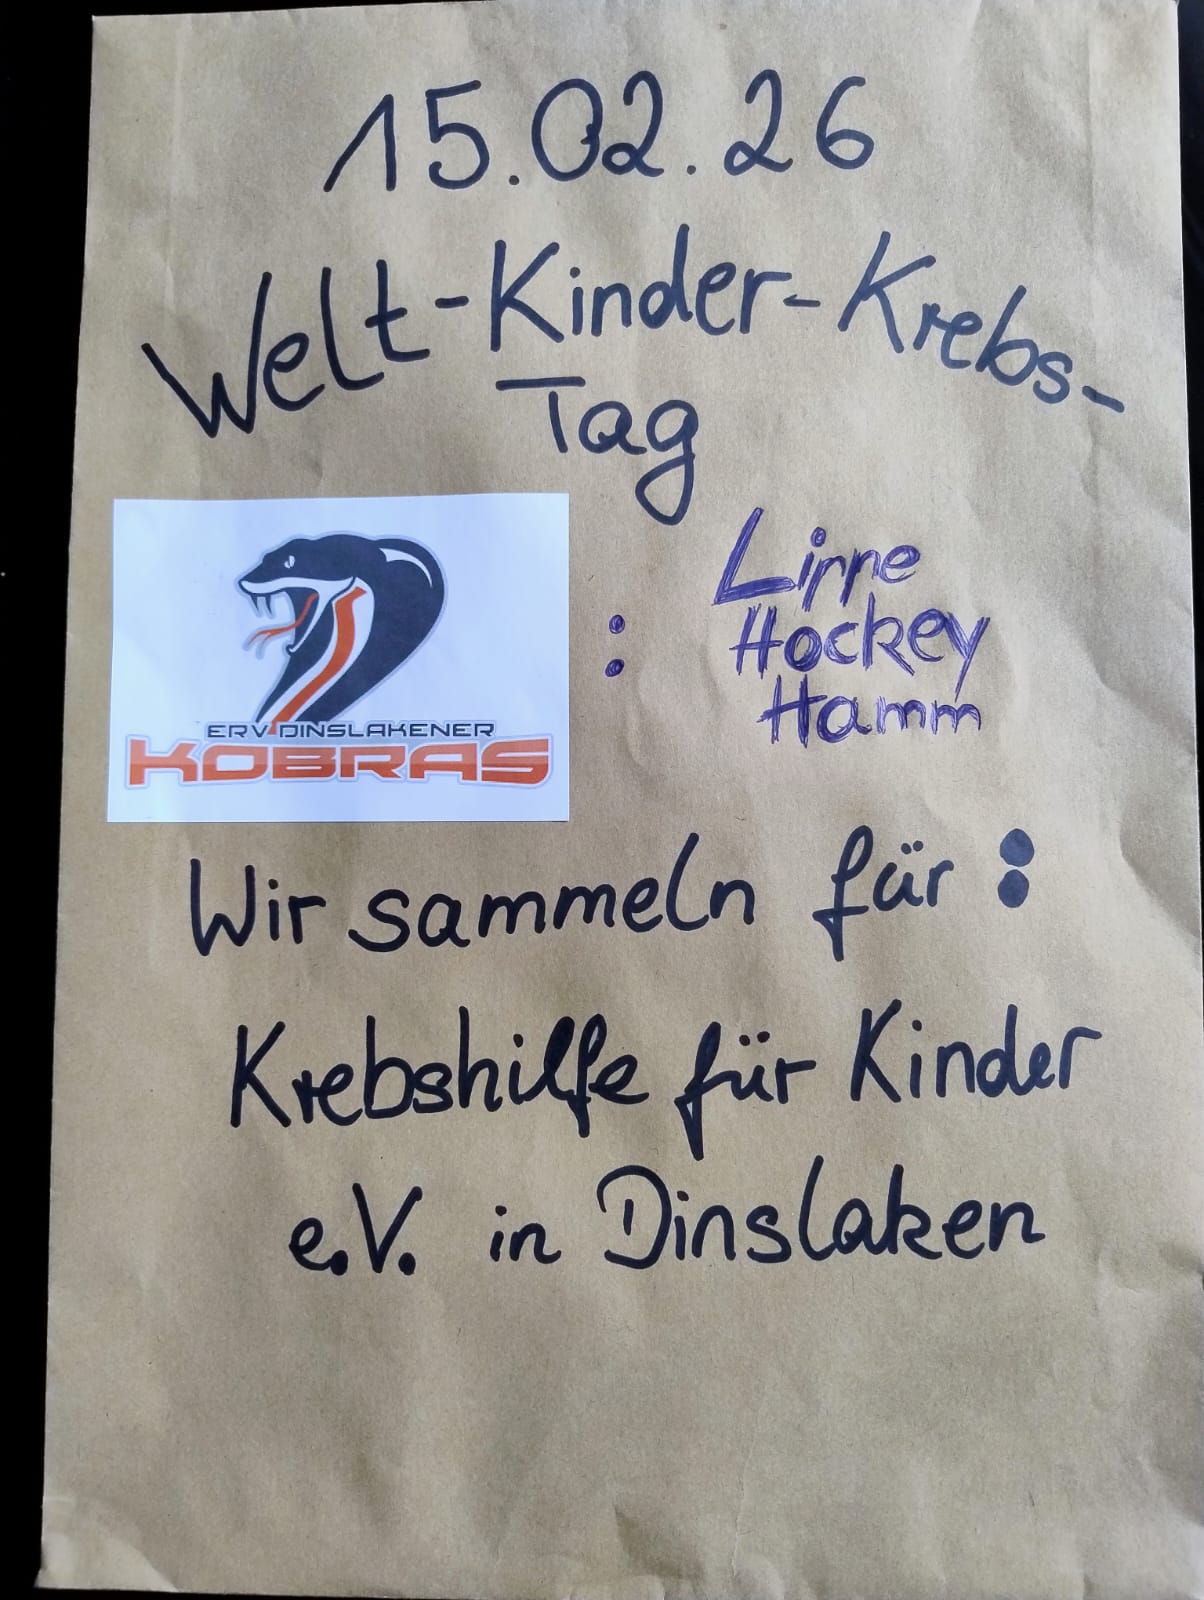 15.02.26
Welt-Kinder-Krebs-
Tag
ERV DINSLAKENER
KOBRAS
:
Lippe
Hockey
Hamm
Wir sammeln für :
Krebshilfe für Kinder
e.V. in Dinslaken